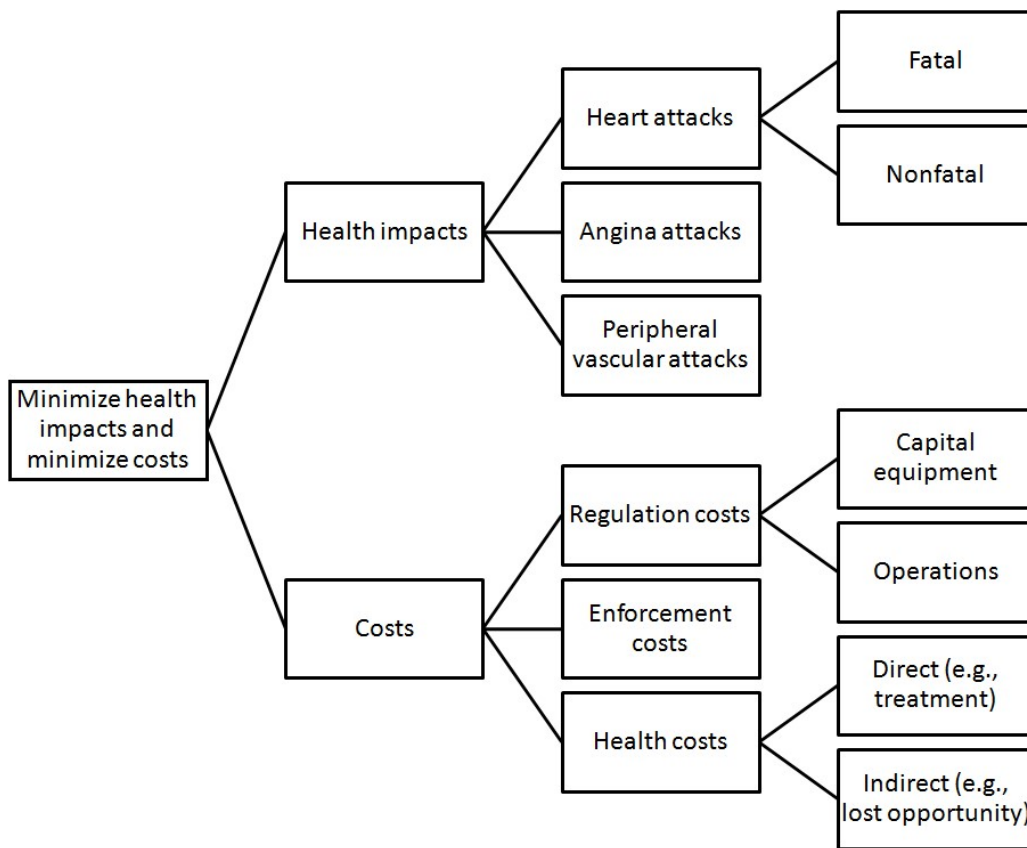 Fatal
Heart attacks
Nonfatal
Health impacts
Angina attacks
Peripheral
vascular attacks
Minimize health
impacts and
minimize costs
Capital
equipment
Regulation costs
Operations
Costs
Enforcement
costs
Direct (e.g.,
treatment)
Health costs
Indirect (e.g.,
lost opportunity)